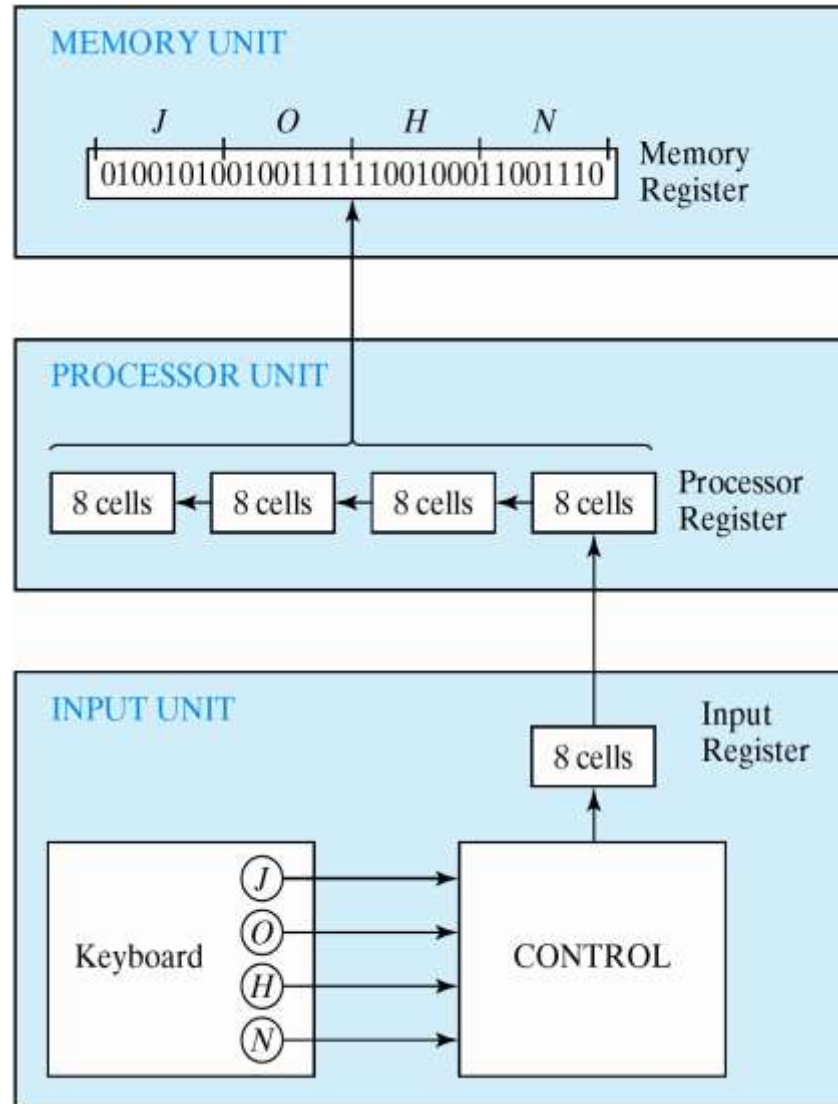 MEMORY UNIT
J O H N
01001010010011111100100011001110
Memory
Register
PROCESSOR UNIT
8 cells 8 cells 8 cells 8 cells
Processor
Register
INPUT UNIT
Input
Register
8 cells
J
O
Keyboard
CONTROL
H
N